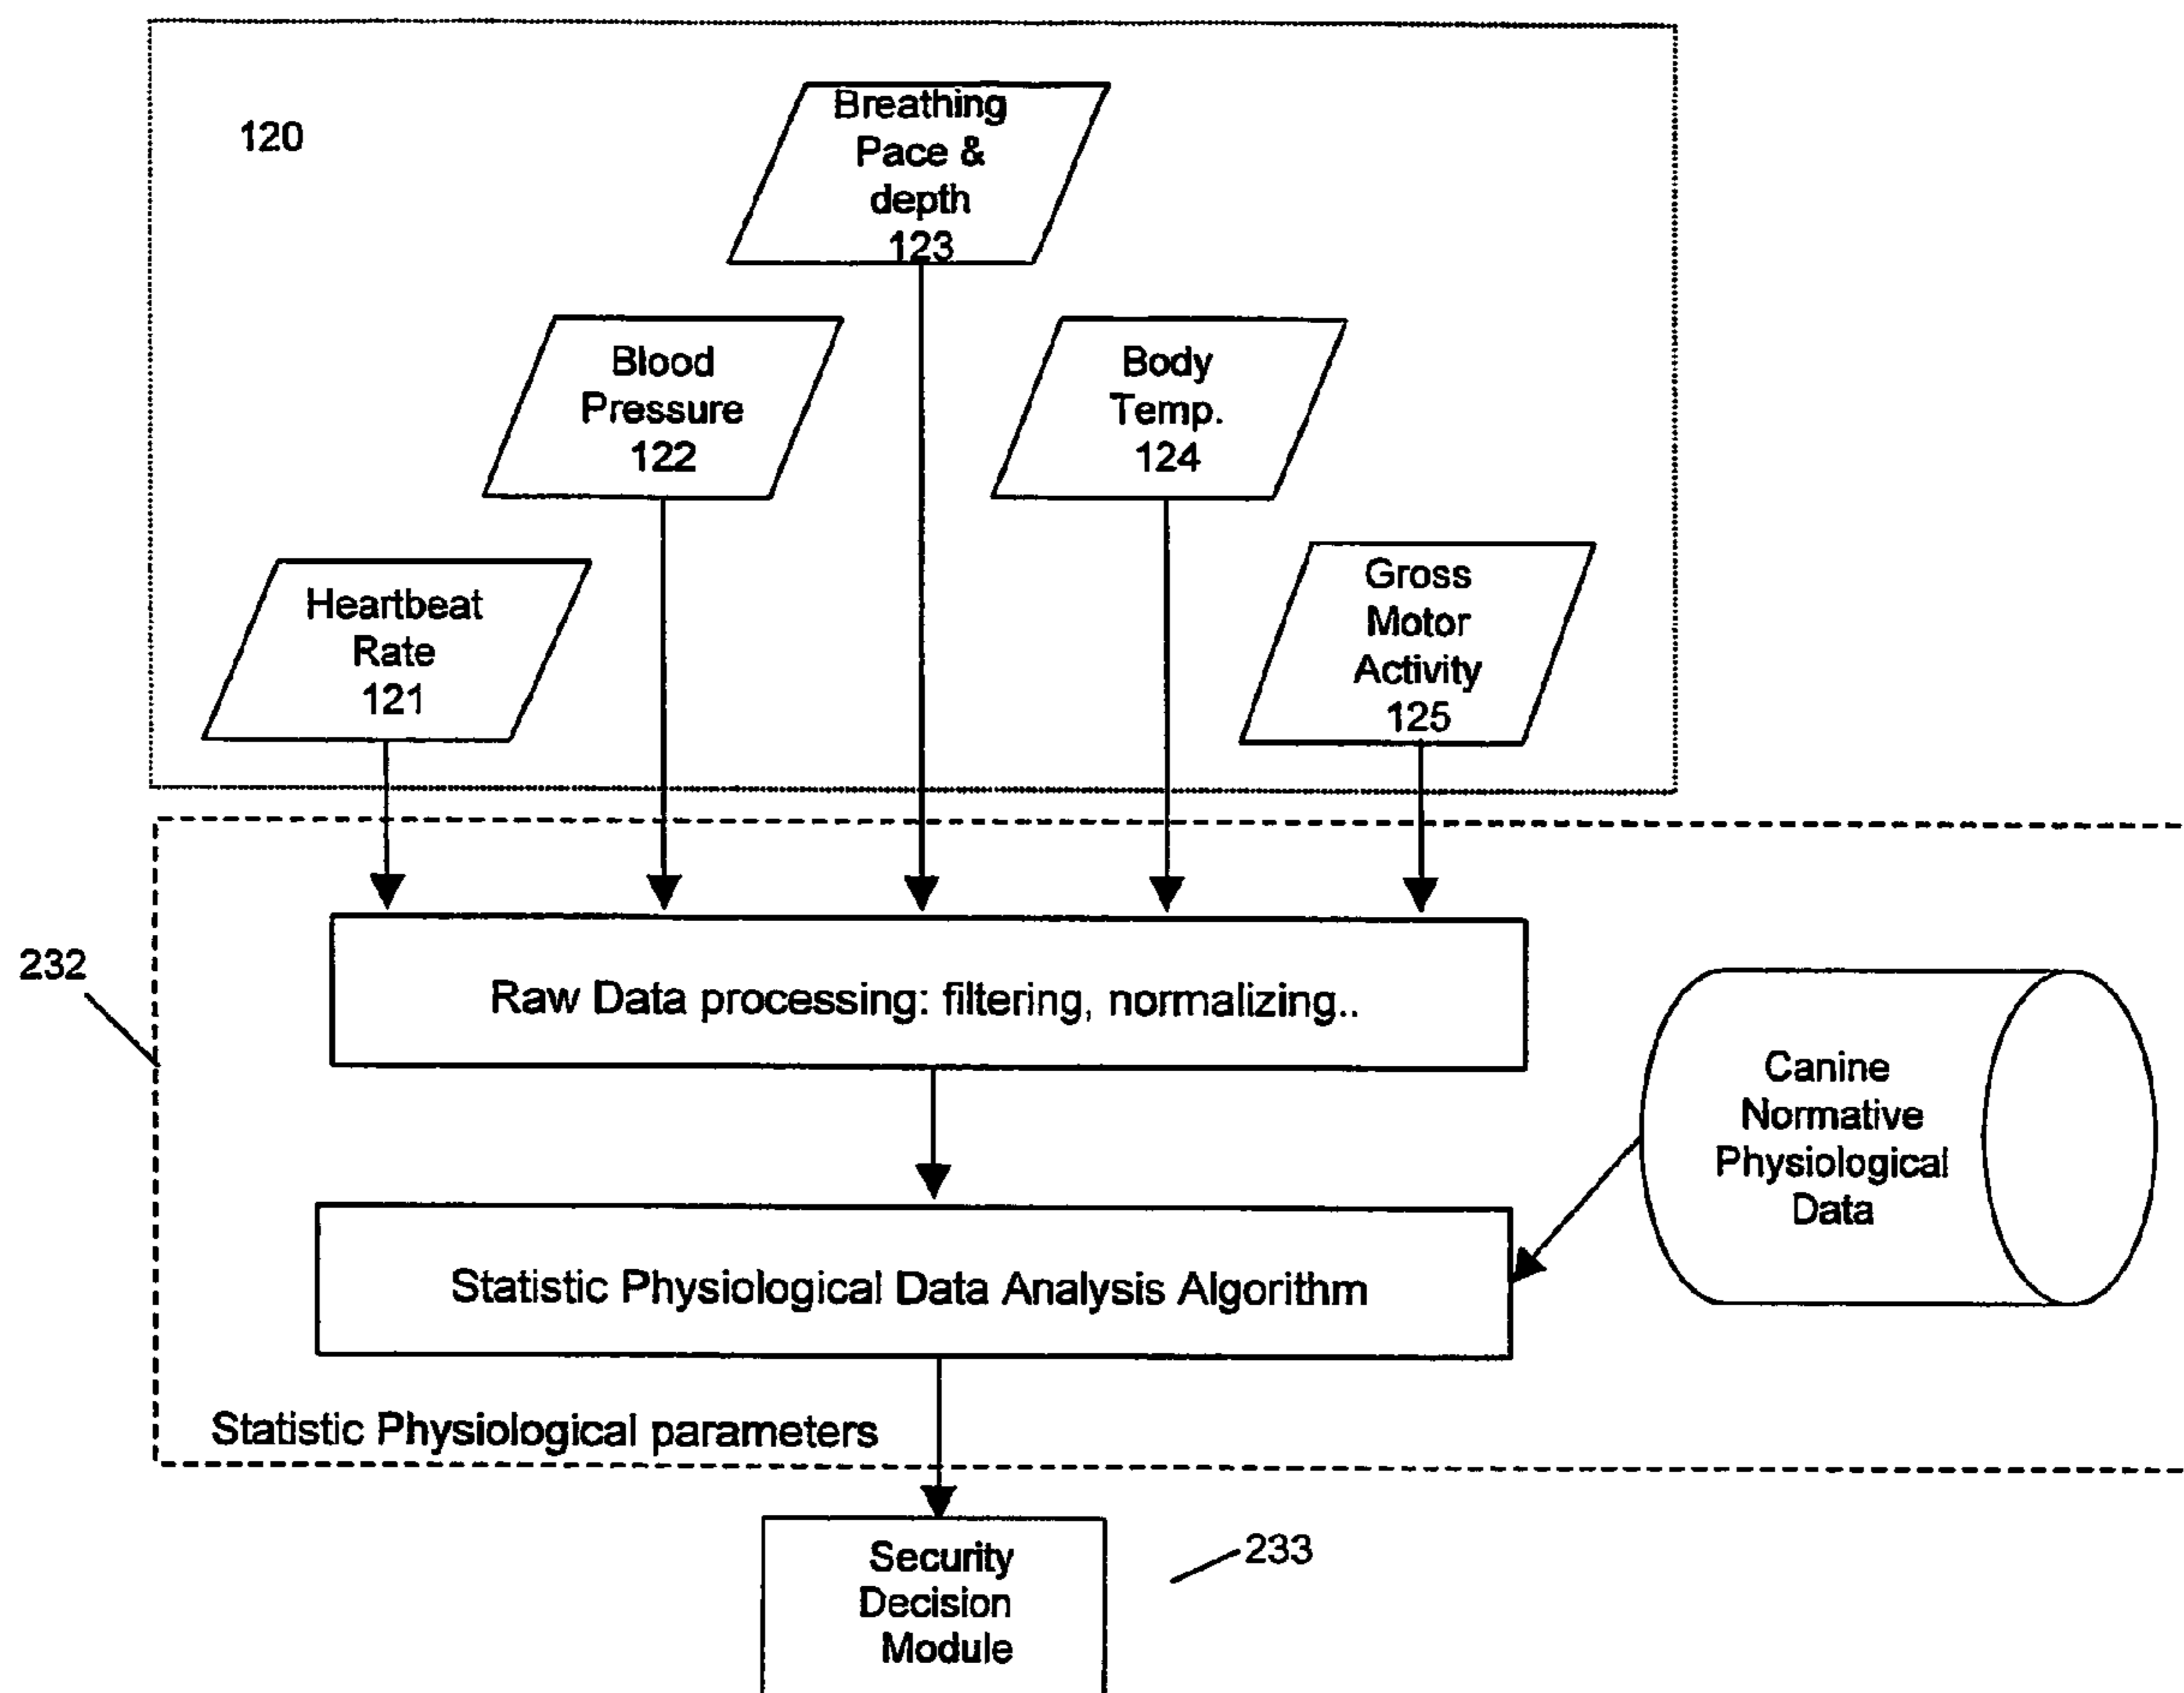 120
Breathing
Pace &
depth
123
Blood
Pressure
122
Body
Temp.
124
Heartbeat
Rate
121
Gross
Motor
Activity
125
232
Raw Data processing: filtering, normalizing..
Canine
Normative
Physiological
Data
Statistic Physiological Data Analysis Algorithm
Statistic Physiological parameters
Security
Decision
Module
233